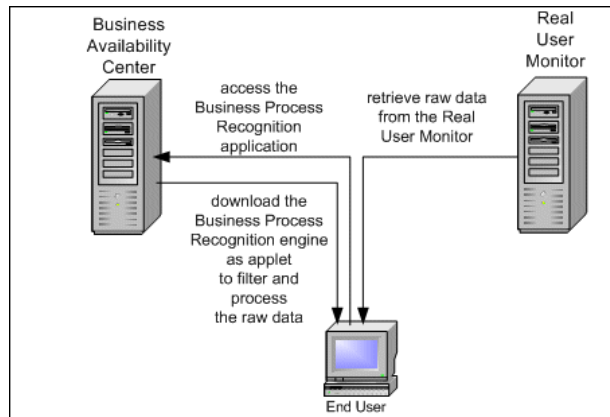 Business
Availability
Center
Real
User
Monitor
access the
Business Process
Recognition
application
retrieve raw data
from the Real
User Monitor
download the
Business Process
Recognition engine
as applet
to filter and
process
the raw data
End User